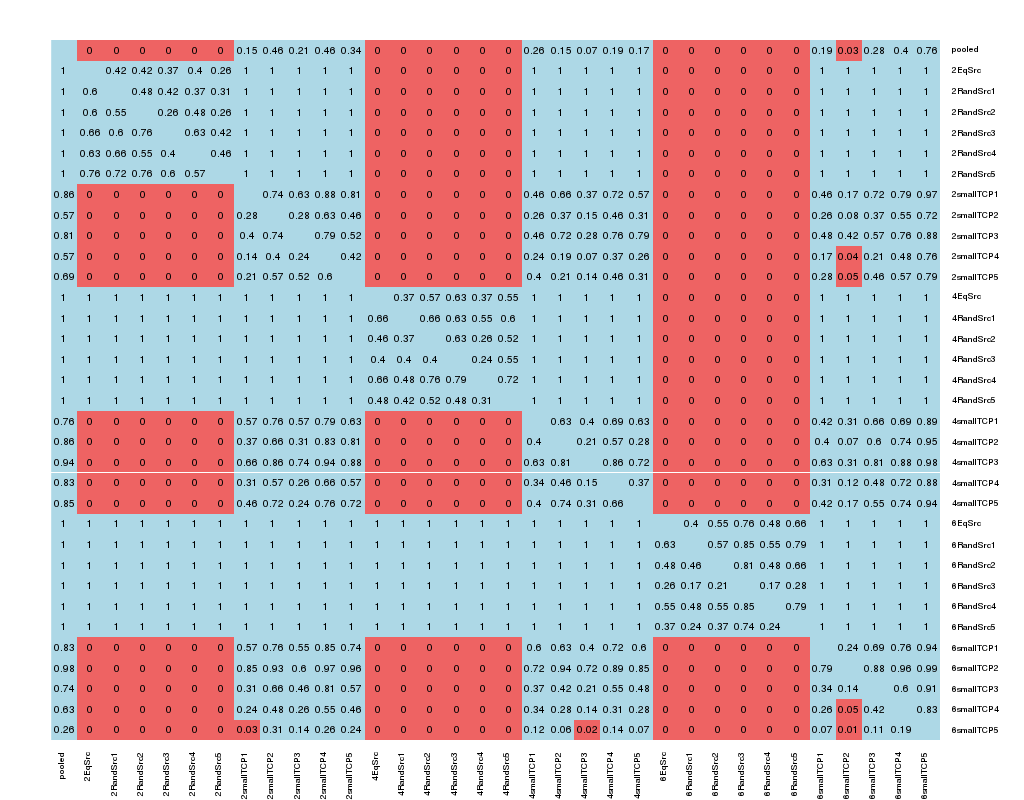 0 0 0 0 0 0 0.15 0.46 0.21 0.46 0.34 0 0 0 0 0 0 0.26 0.15 0.07 0.19 0.17 0 0 0 0 0 0 0.19 0.03 0.28 0.4 0.76 pooled
1 0.42 0.42 0.37 0.4 0.26 1 1 1 1 1 0 0 0 0 0 0 1 1 1 1 1 0 0 0 0 0 0 1 1 1 1 1 2EqSrc
1 0.6 0.48 0.42 0.37 0.31 1 1 1 1 1 0 0 0 0 0 0 1 1 1 1 1 0 0 0 0 0 0 1 1 1 1 1 2RandSrc1
1 0.6 0.55 0.26 0.48 0.26 1 1 1 1 1 0 0 0 0 0 0 1 1 1 1 1 0 0 0 0 0 0 1 1 1 1 1 2RandSrc2
1 0.66 0.6 0.76 0.63 0.42 1 1 1 1 1 0 0 0 0 0 0 1 1 1 1 1 0 0 0 0 0 0 1 1 1 1 1 2RandSrc3
1 0.63 0.66 0.55 0.4 0.46 1 1 1 1 1 0 0 0 0 0 0 1 1 1 1 1 0 0 0 0 0 0 1 1 1 1 1 2RandSrc4
1 0.76 0.72 0.76 0.6 0.57 1 1 1 1 1 0 0 0 0 0 0 1 1 1 1 1 0 0 0 0 0 0 1 1 1 1 1 2RandSrc5
0.86 0 0 0 0 0 0 0.74 0.63 0.88 0.81 0 0 0 0 0 0 0.46 0.66 0.37 0.72 0.57 0 0 0 0 0 0 0.46 0.17 0.72 0.79 0.97 2smallTCP1
0.57 0 0 0 0 0 0 0.28 0.28 0.63 0.46 0 0 0 0 0 0 0.26 0.37 0.15 0.46 0.31 0 0 0 0 0 0 0.26 0.08 0.37 0.55 0.72 2smallTCP2
0.81 0 0 0 0 0 0 0.4 0.74 0.79 0.52 0 0 0 0 0 0 0.46 0.72 0.28 0.76 0.79 0 0 0 0 0 0 0.48 0.42 0.57 0.76 0.88 2smallTCP3
0.57 0 0 0 0 0 0 0.14 0.4 0.24 0.42 0 0 0 0 0 0 0.24 0.19 0.07 0.37 0.26 0 0 0 0 0 0 0.17 0.04 0.21 0.48 0.76 2smallTCP4
0.69 0 0 0 0 0 0 0.21 0.57 0.52 0.6 0 0 0 0 0 0 0.4 0.21 0.14 0.46 0.31 0 0 0 0 0 0 0.28 0.05 0.46 0.57 0.79 2smallTCP5
1 1 1 1 1 1 1 1 1 1 1 1 0.37 0.57 0.63 0.37 0.55 1 1 1 1 1 0 0 0 0 0 0 1 1 1 1 1 4EqSrc
1 1 1 1 1 1 1 1 1 1 1 1 0.66 0.66 0.63 0.55 0.6 1 1 1 1 1 0 0 0 0 0 0 1 1 1 1 1 4RandSrc1
1 1 1 1 1 1 1 1 1 1 1 1 0.46 0.37 0.63 0.26 0.52 1 1 1 1 1 0 0 0 0 0 0 1 1 1 1 1 4RandSrc2
1 1 1 1 1 1 1 1 1 1 1 1 0.4 0.4 0.4 0.24 0.55 1 1 1 1 1 0 0 0 0 0 0 1 1 1 1 1 4RandSrc3
1 1 1 1 1 1 1 1 1 1 1 1 0.66 0.48 0.76 0.79 0.72 1 1 1 1 1 0 0 0 0 0 0 1 1 1 1 1 4RandSrc4
1 1 1 1 1 1 1 1 1 1 1 1 0.48 0.42 0.52 0.48 0.31 1 1 1 1 1 0 0 0 0 0 0 1 1 1 1 1 4RandSrc5
0.76 0 0 0 0 0 0 0.57 0.76 0.57 0.79 0.63 0 0 0 0 0 0 0.63 0.4 0.69 0.63 0 0 0 0 0 0 0.42 0.31 0.66 0.69 0.89 4smallTCP1
0.86 0 0 0 0 0 0 0.37 0.66 0.31 0.83 0.81 0 0 0 0 0 0 0.4 0.21 0.57 0.28 0 0 0 0 0 0 0.4 0.07 0.6 0.74 0.95 4smallTCP2
0.94 0 0 0 0 0 0 0.66 0.86 0.74 0.94 0.88 0 0 0 0 0 0 0.63 0.81 0.86 0.72 0 0 0 0 0 0 0.63 0.31 0.81 0.88 0.98 4smallTCP3
0.83 0 0 0 0 0 0 0.31 0.57 0.26 0.66 0.57 0 0 0 0 0 0 0.34 0.46 0.15 0.37 0 0 0 0 0 0 0.31 0.12 0.48 0.72 0.88 4smallTCP4
0.85 0 0 0 0 0 0 0.46 0.72 0.24 0.76 0.72 0 0 0 0 0 0 0.4 0.74 0.31 0.66 0 0 0 0 0 0 0.42 0.17 0.55 0.74 0.94 4smallTCP5
1 1 1 1 1 1 1 1 1 1 1 1 1 1 1 1 1 1 1 1 1 1 1 0.4 0.55 0.76 0.48 0.66 1 1 1 1 1 6EqSrc
1 1 1 1 1 1 1 1 1 1 1 1 1 1 1 1 1 1 1 1 1 1 1 0.63 0.57 0.85 0.55 0.79 1 1 1 1 1 6RandSrc1
1 1 1 1 1 1 1 1 1 1 1 1 1 1 1 1 1 1 1 1 1 1 1 0.48 0.46 0.81 0.48 0.66 1 1 1 1 1 6RandSrc2
1 1 1 1 1 1 1 1 1 1 1 1 1 1 1 1 1 1 1 1 1 1 1 0.26 0.17 0.21 0.17 0.28 1 1 1 1 1 6RandSrc3
1 1 1 1 1 1 1 1 1 1 1 1 1 1 1 1 1 1 1 1 1 1 1 0.55 0.48 0.55 0.85 0.79 1 1 1 1 1 6RandSrc4
1 1 1 1 1 1 1 1 1 1 1 1 1 1 1 1 1 1 1 1 1 1 1 0.37 0.24 0.37 0.74 0.24 1 1 1 1 1 6RandSrc5
0.83 0 0 0 0 0 0 0.57 0.76 0.55 0.85 0.74 0 0 0 0 0 0 0.6 0.63 0.4 0.72 0.6 0 0 0 0 0 0 0.24 0.69 0.76 0.94 6smallTCP1
0.98 0 0 0 0 0 0 0.85 0.93 0.6 0.97 0.96 0 0 0 0 0 0 0.72 0.94 0.72 0.89 0.85 0 0 0 0 0 0 0.79 0.88 0.96 0.99 6smallTCP2
0.74 0 0 0 0 0 0 0.31 0.66 0.46 0.81 0.57 0 0 0 0 0 0 0.37 0.42 0.21 0.55 0.48 0 0 0 0 0 0 0.34 0.14 0.6 0.91 6smallTCP3
0.63 0 0 0 0 0 0 0.24 0.48 0.26 0.55 0.46 0 0 0 0 0 0 0.34 0.28 0.14 0.31 0.28 0 0 0 0 0 0 0.26 0.05 0.42 0.83 6smallTCP4
0.26 0 0 0 0 0 0 0.03 0.31 0.14 0.26 0.24 0 0 0 0 0 0 0.12 0.06 0.02 0.14 0.07 0 0 0 0 0 0 0.07 0.01 0.11 0.19 6smallTCP5
pooled 2EqSrc 2RandSrc1 2RandSrc2 2RandSrc3 2RandSrc4 2RandSrc5 2smallTCP1 2smallTCP2 2smallTCP3 2smallTCP4 2smallTCP5 4EqSrc 4RandSrc1 4RandSrc2 4RandSrc3 4RandSrc4 4RandSrc5 4smallTCP1 4smallTCP2 4smallTCP3 4smallTCP4 4smallTCP5 6EqSrc 6RandSrc1 6RandSrc2 6RandSrc3 6RandSrc4 6RandSrc5 6smallTCP1 6smallTCP2 6smallTCP3 6smallTCP4 6smallTCP5